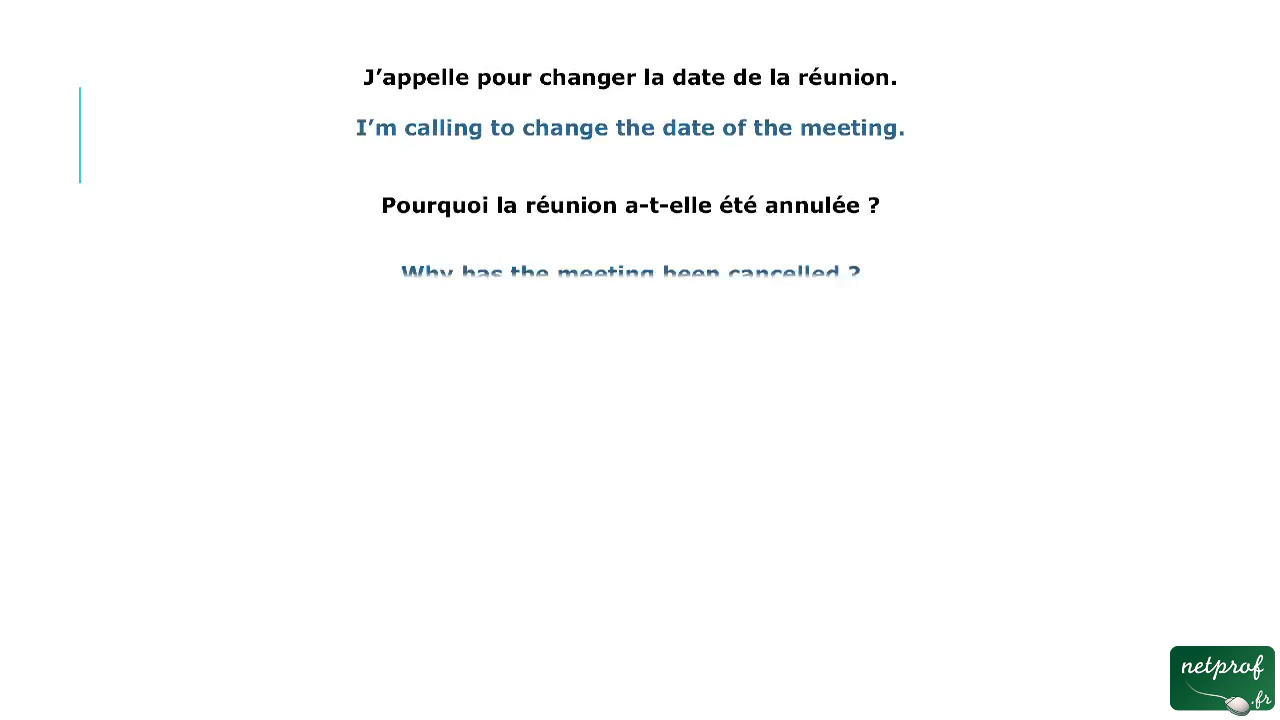 J’appelle pour changer la date de la réunion.
I’m calling to change the date of the meeting.
Pourquoi la réunion a-t-elle été annulée ?
Why has the meeting been cancelled ?
netprof
.fr